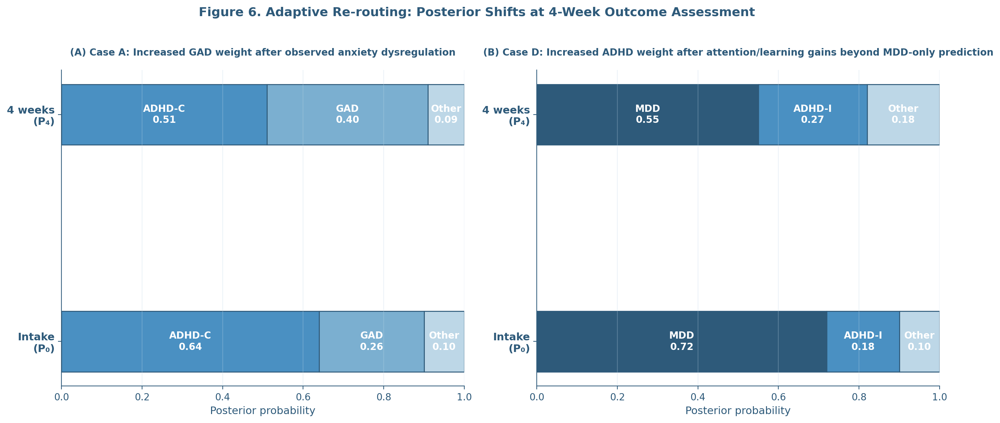 Figure 6. Adaptive Re-routing: Posterior Shifts at 4-Week Outcome Assessment
(A) Case A: Increased GAD weight after observed anxiety dysregulation
4 weeks
(P₄)
ADHD-C
0.51
GAD
0.40
Other
0.09
Intake
(P₀)
ADHD-C
0.64
GAD
0.26
Other
0.10
0.0
0.2
0.4
0.6
0.8
1.0
Posterior probability
(B) Case D: Increased ADHD weight after attention/learning gains beyond MDD-only prediction
4 weeks
(P₄)
MDD
0.55
ADHD-I
0.27
Other
0.18
Intake
(P₀)
MDD
0.72
ADHD-I
0.18
Other
0.10
0.0
0.2
0.4
0.6
0.8
1.0
Posterior probability